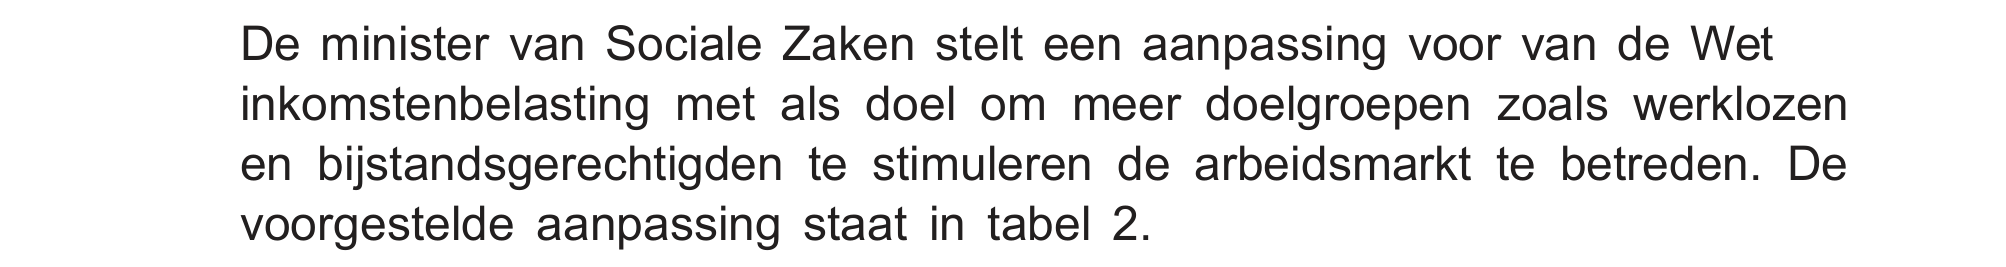 De minister van Sociale Zaken stelt een aanpassing voor van de Wet
inkomstenbelasting met als doel om meer doelgroepen zoals werklozen
en bijstandsgerechtigden te stimuleren de arbeidsmarkt te betreden. De
voorgestelde aanpassing staat in tabel 2.